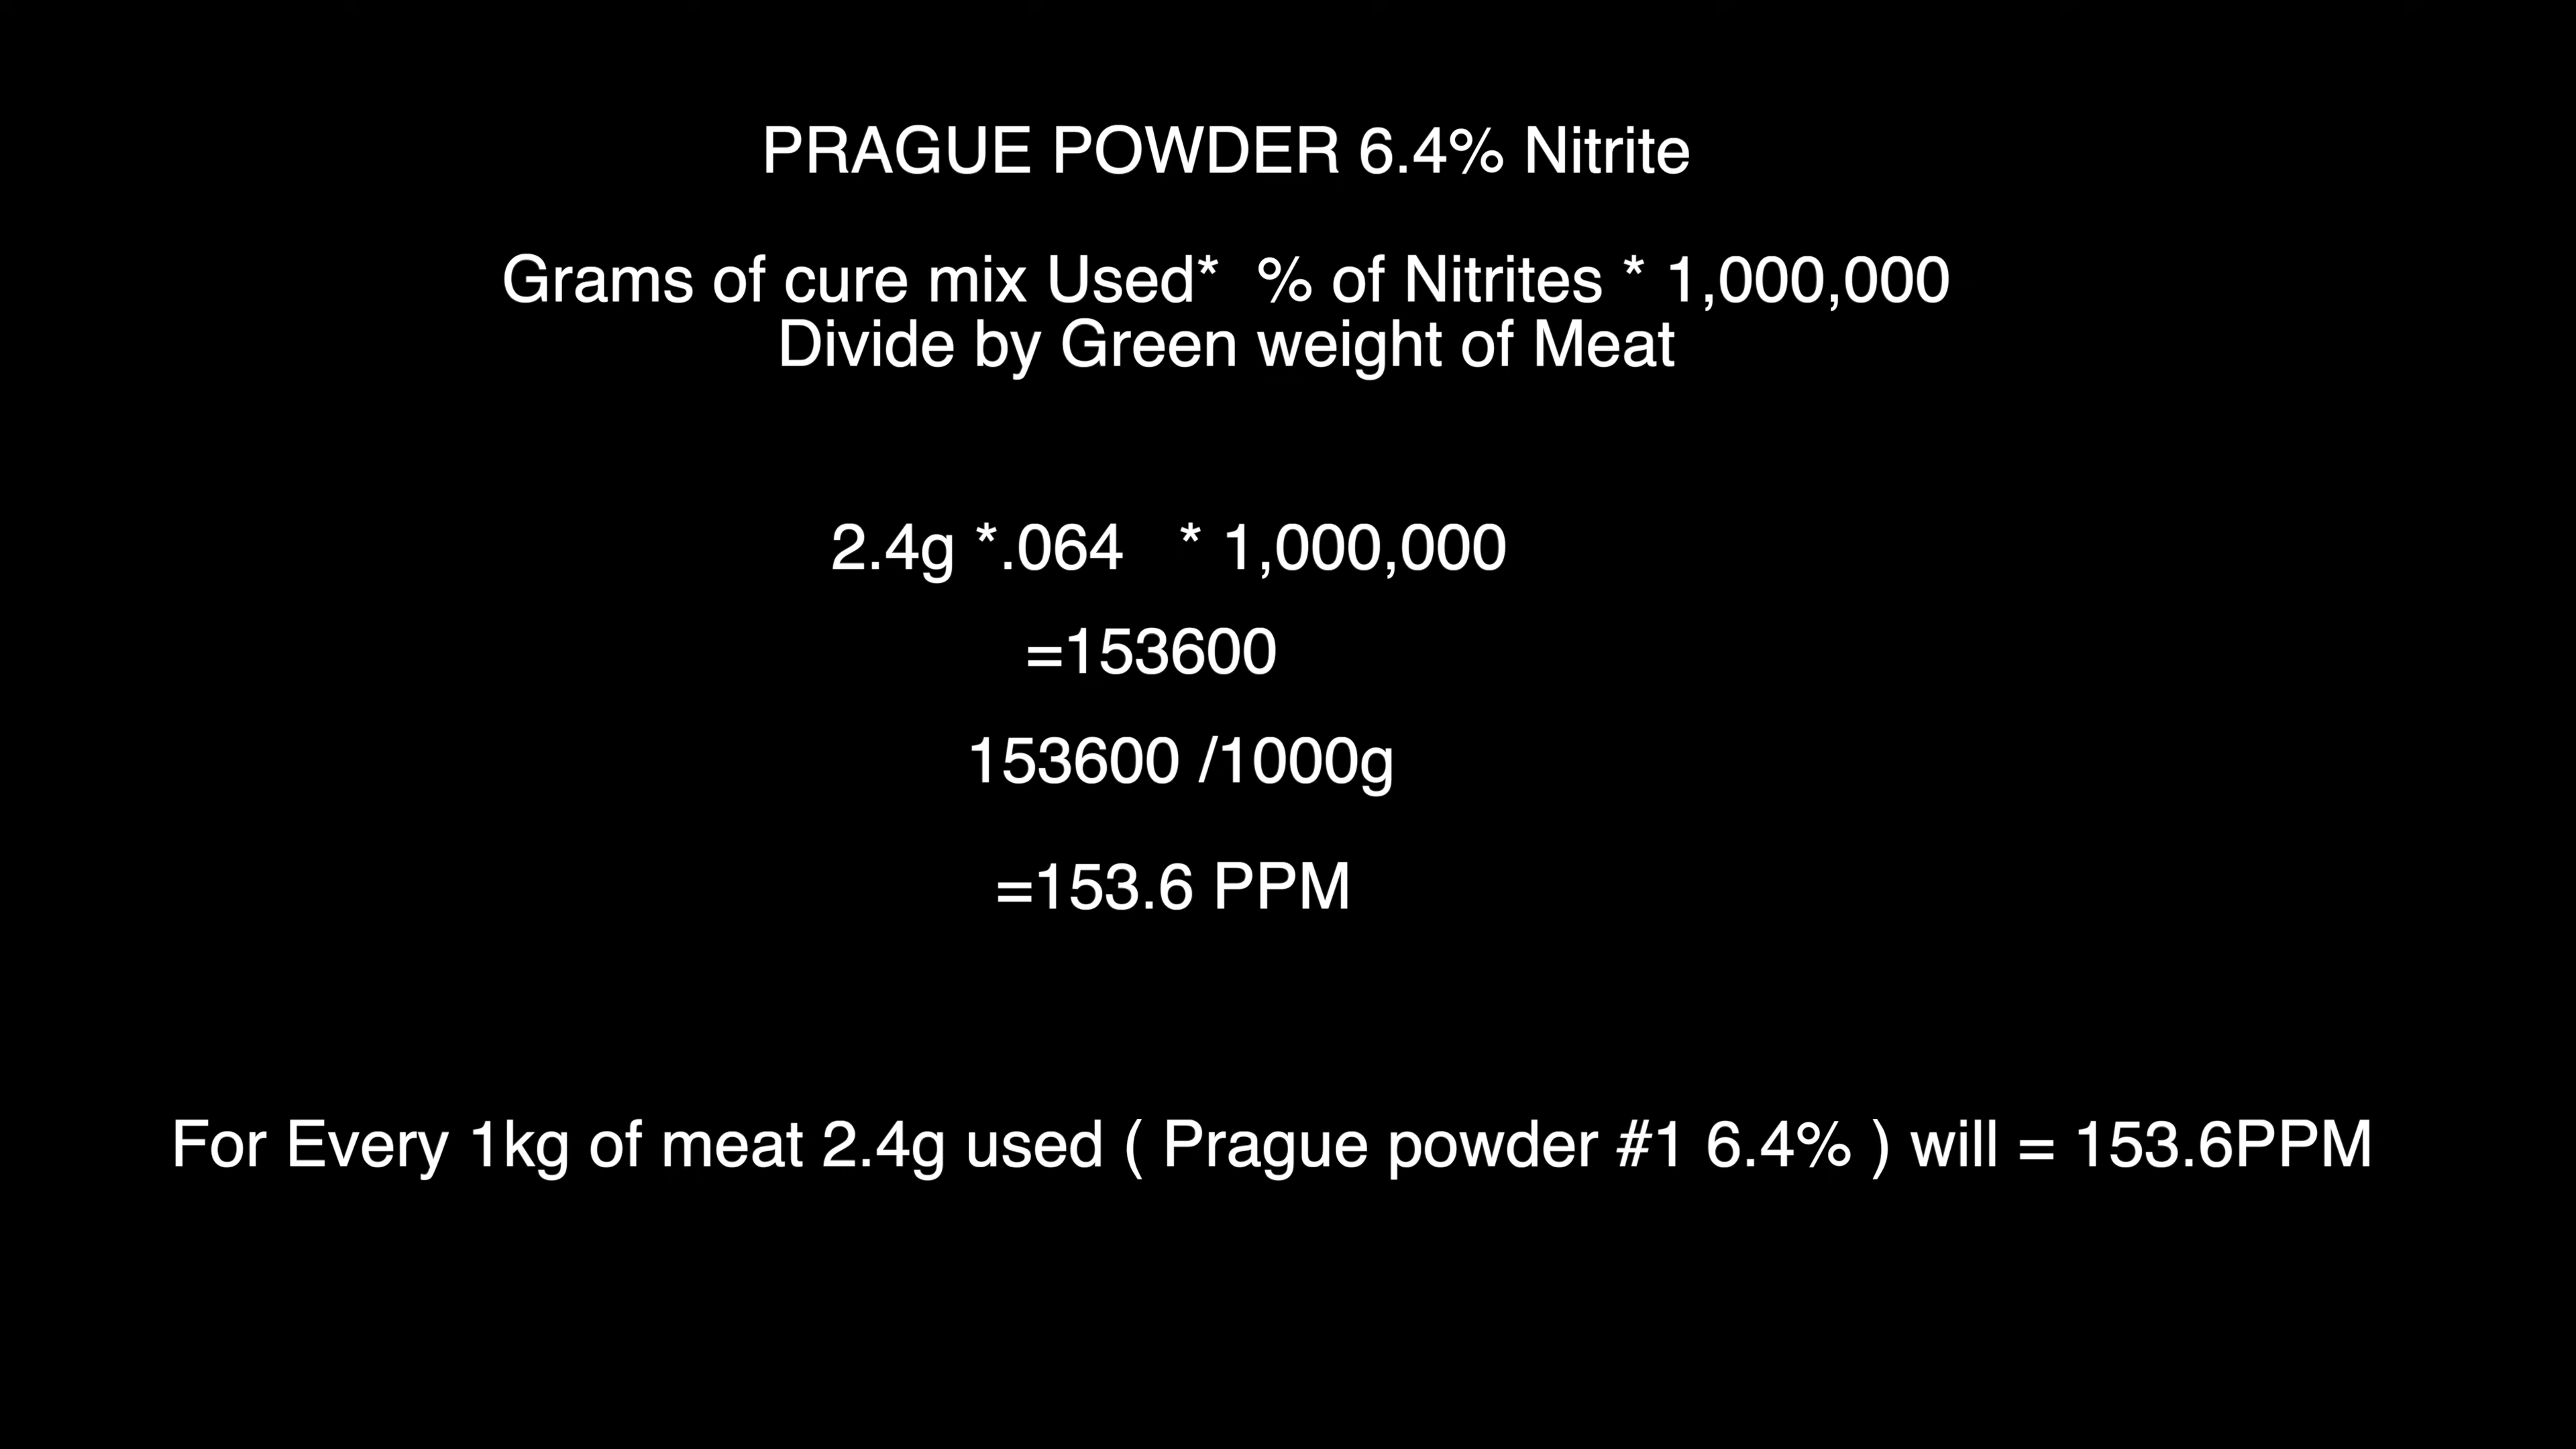 PRAGUE POWDER 6.4% Nitrite
Grams of cure mix Used*  % of Nitrites * 1,000,000
Divide by Green weight of Meat
2.4g *.064   * 1,000,000
=153600
153600 /1000g
=153.6 PPM
For Every 1kg of meat 2.4g used ( Prague powder #1 6.4% ) will = 153.6PPM